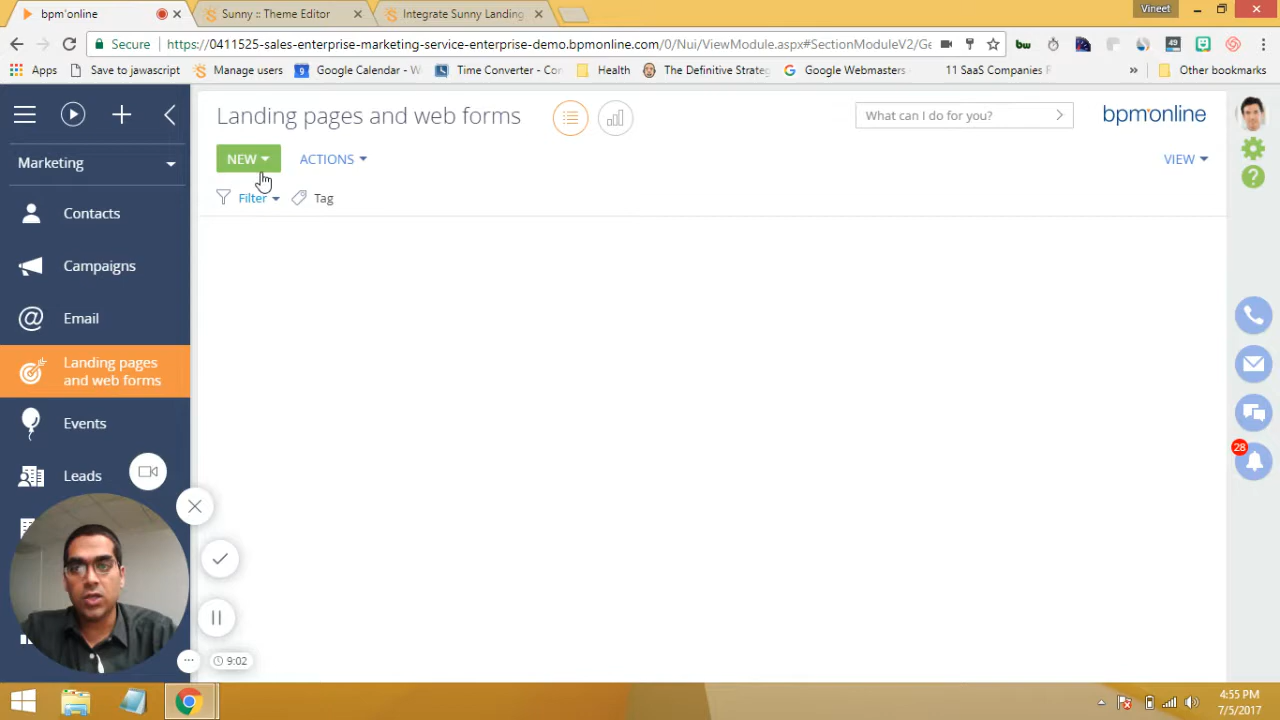 Vineet
bpm'online
Sunny :: Theme Editor
Integrate Sunny Landing
Secure
https://0411525-sales-enterprise-marketing-service-enterprise-demo.bpmonline.com/0/Nui/ViewModule.aspx#SectionModuleV2/Ge
bw
49
Apps
Save to javascript
Manage users
9
Google Calendar - W
Time Converter - Con
Health
The Definitive Strate
Google Webmasters
11 SaaS Companies F
Other bookmarks
Landing pages and web forms
What can I do for you?
bpm'online
Marketing
NEW
ACTIONS
VIEW
Filter
Tag
Contacts
Campaigns
Email
Landing pages
and web forms
Events
Leads
28
9:02
4:55 PM
7/5/2017